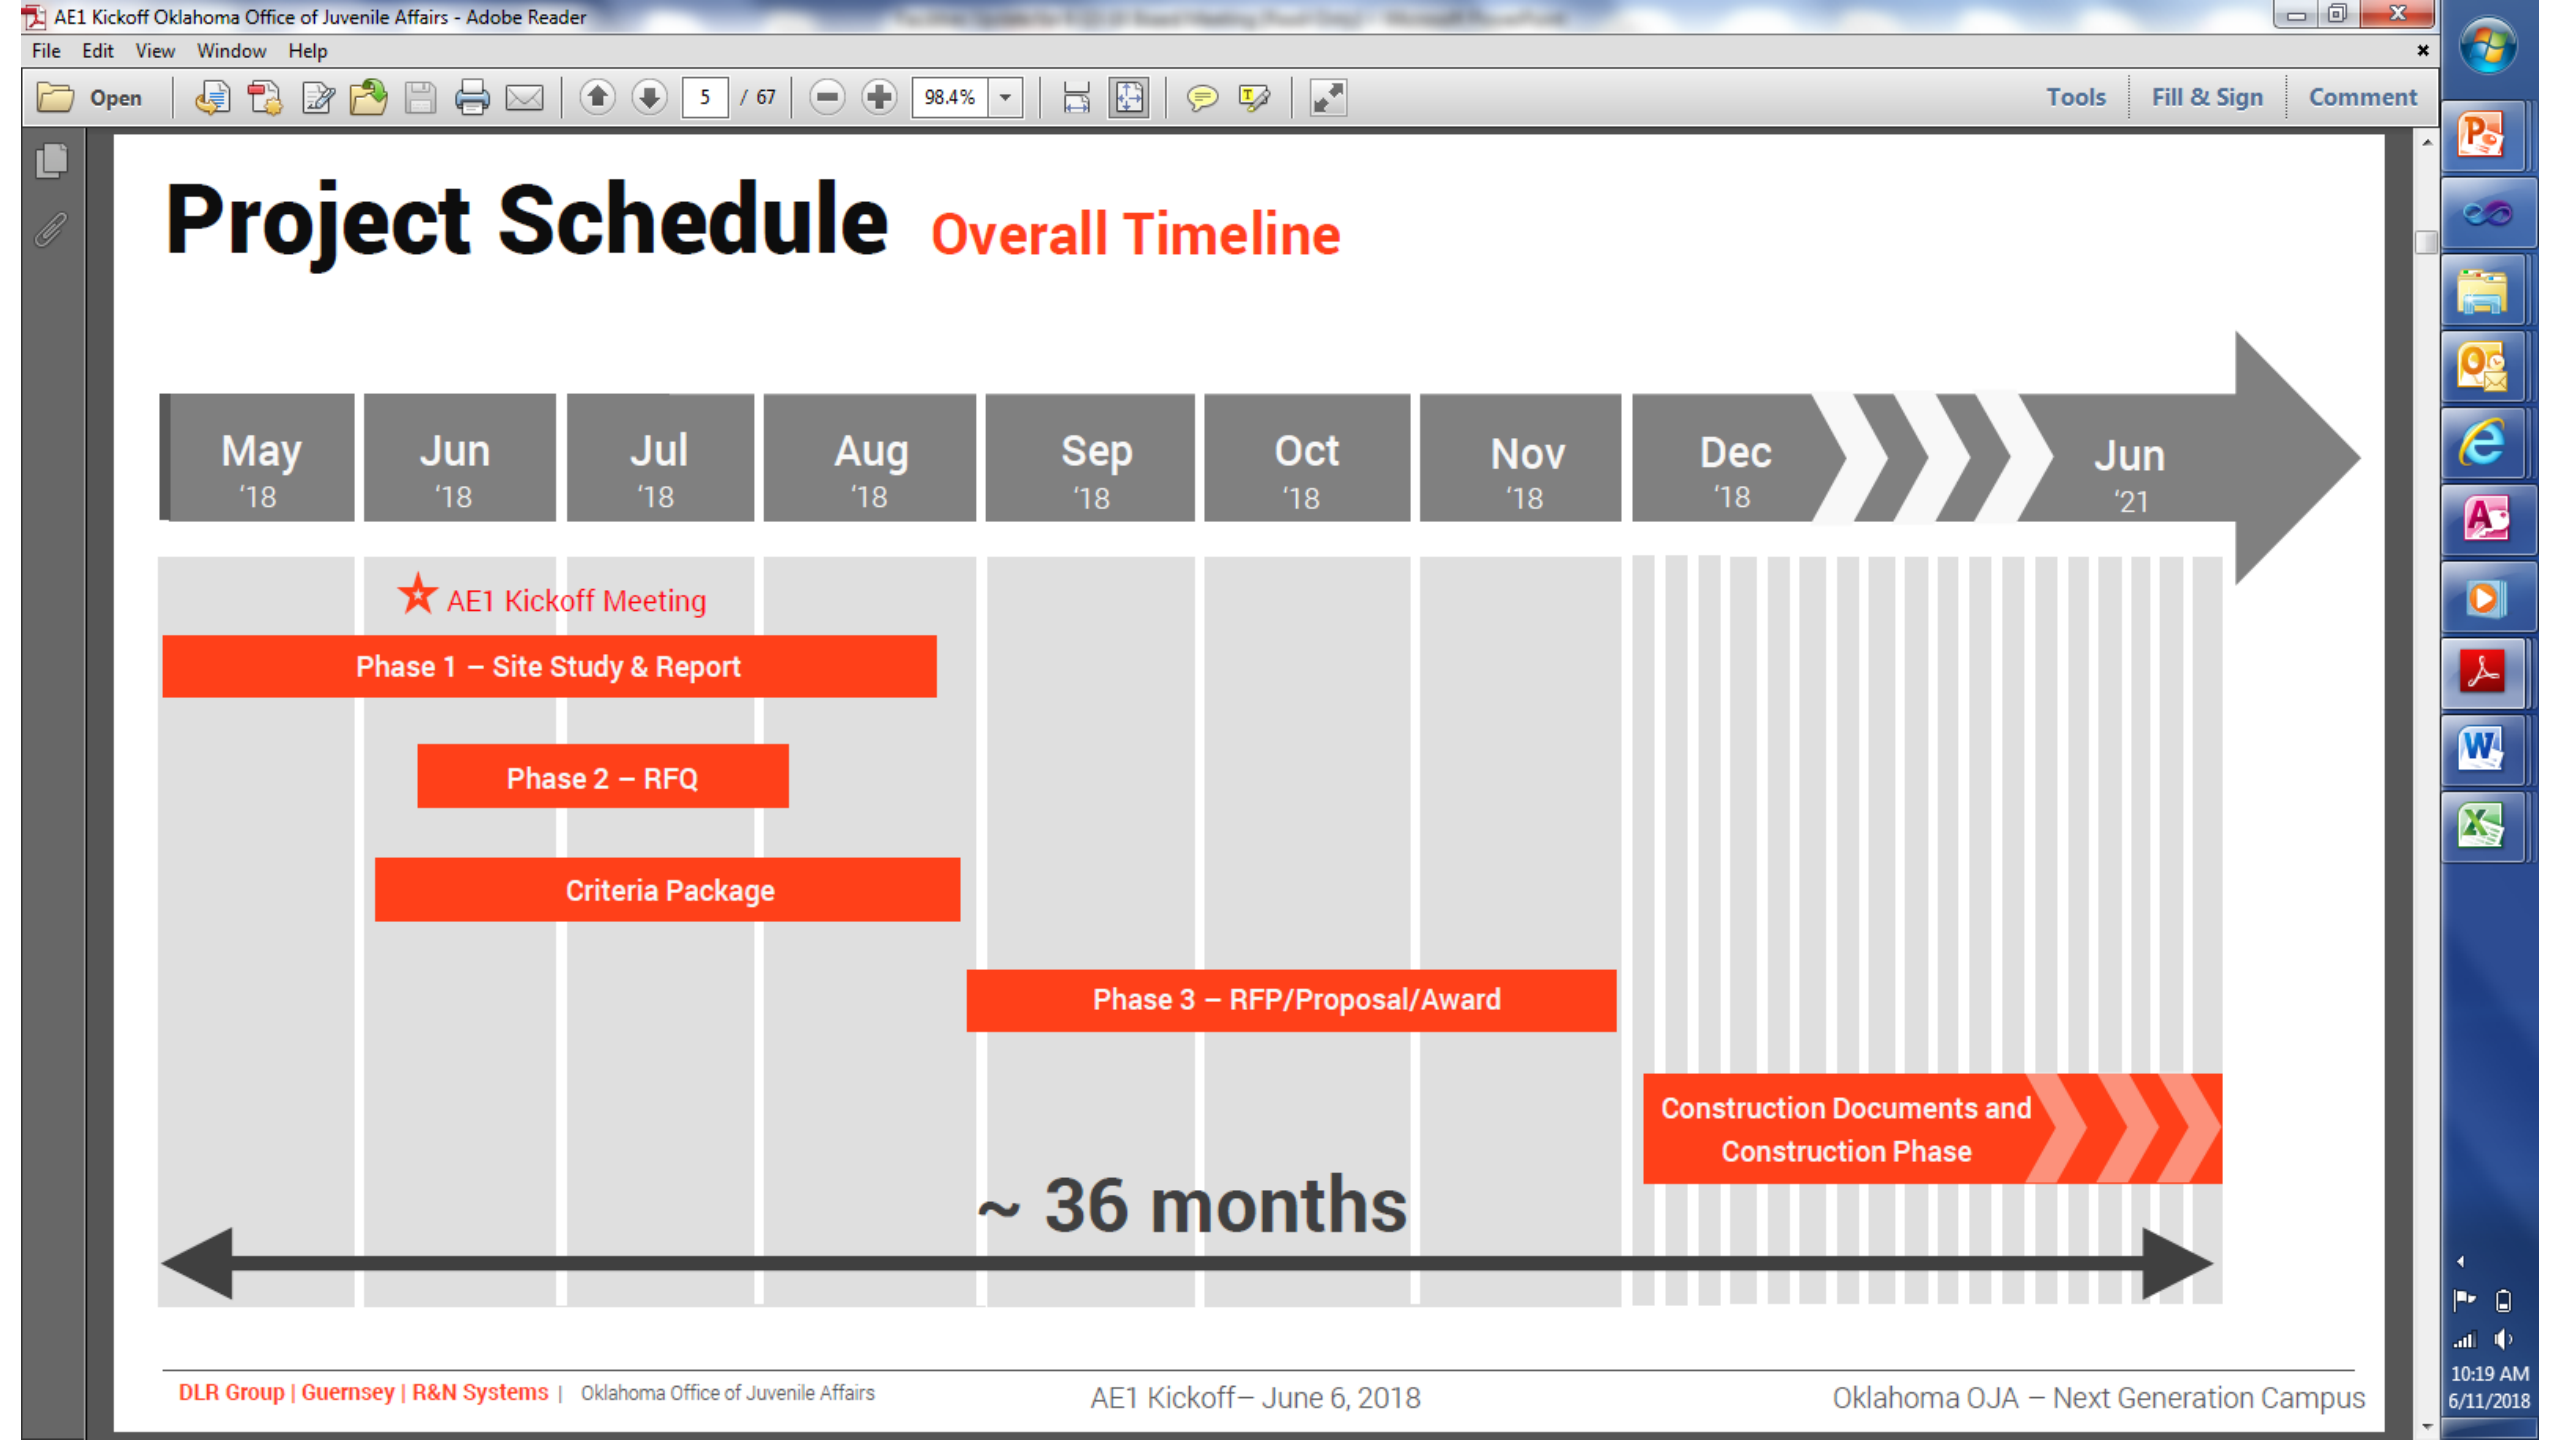 AE1 Kickoff Oklahoma Office of Juvenile Affairs - Adobe Reader
File Edit View Window Help
Open 5 / 67 98.4% Tools Fill & Sign Comment
Project Schedule Overall Timeline
May Jun Jul Aug Sep Oct Nov Dec Jun
‘18 ‘18 ‘18 ‘18 ‘18 ‘18 ‘18 ‘18 ‘21
AE1 Kickoff Meeting
Phase 1 – Site Study & Report
Phase 2 – RFQ
Criteria Package
Phase 3 – RFP/Proposal/Award
Construction Documents and
Construction Phase
~ 36 months
DLR Group | Guernsey | R&N Systems | Oklahoma Office of Juvenile Affairs AE1 Kickoff– June 6, 2018 Oklahoma OJA – Next Generation Campus
10:19 AM
6/11/2018